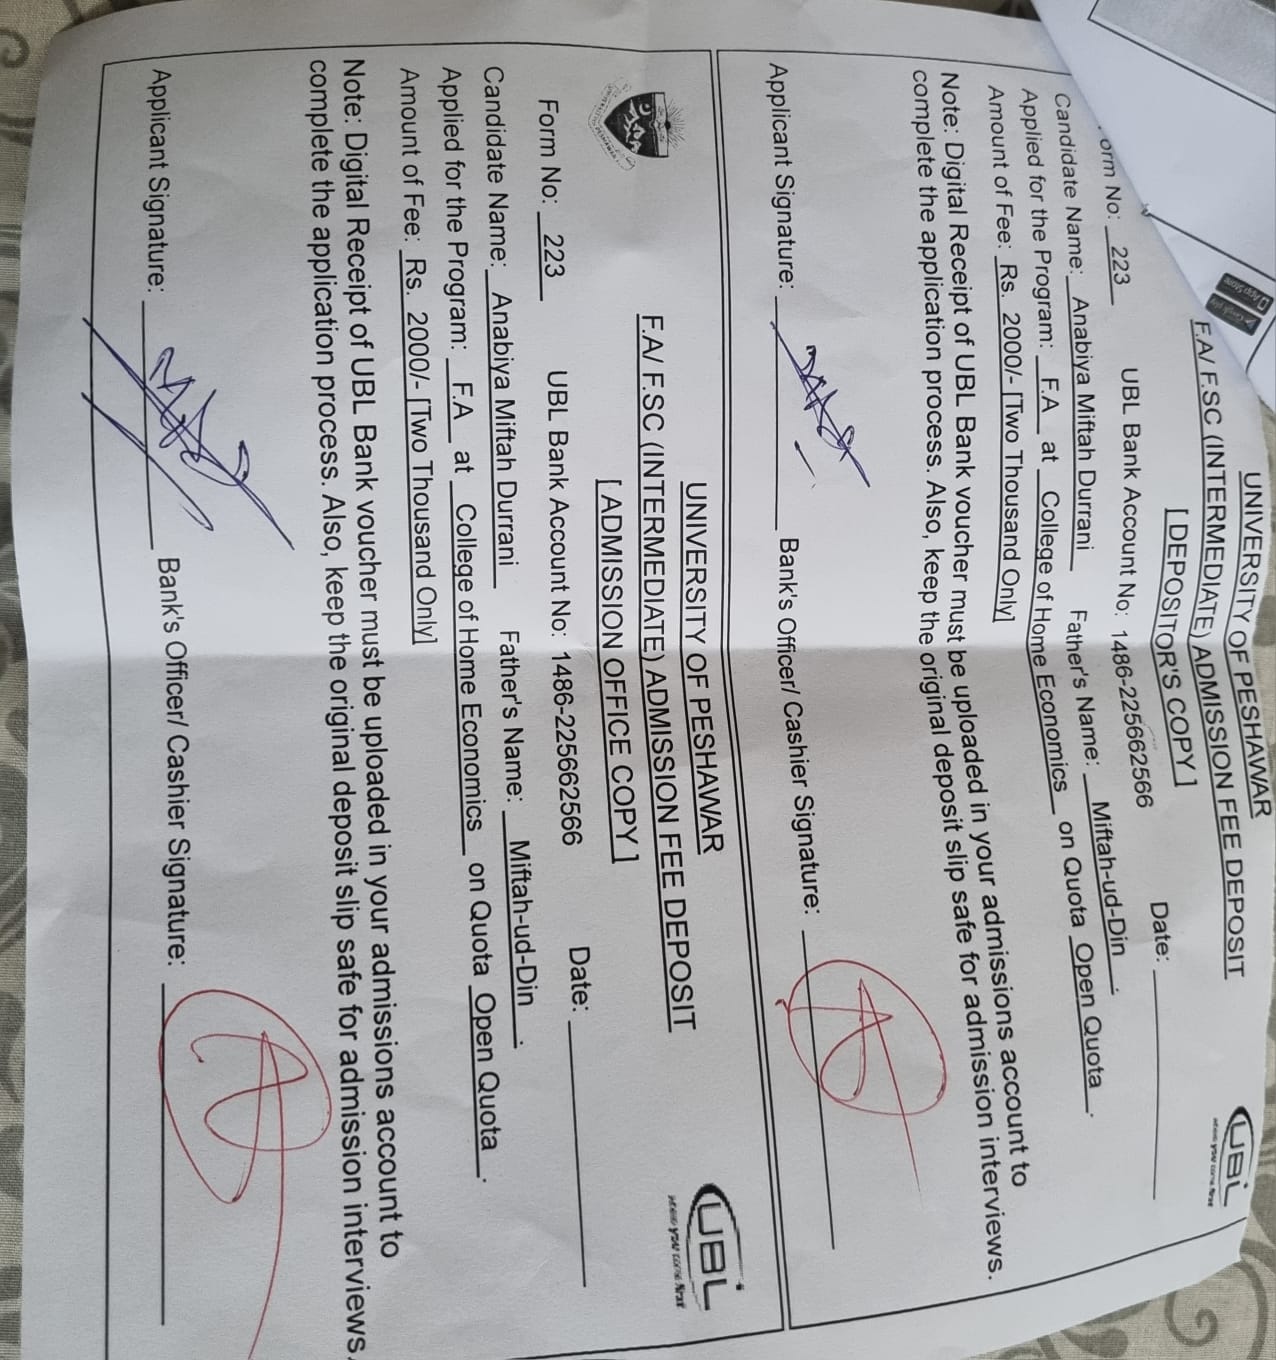 UNIVERSITY OF PESHAWAR
UBL
where you come first
F.A/ F.SC (INTERMEDIATE) ADMISSION FEE DEPOSIT
[ DEPOSITOR'S COPY ]
orm No: 223 UBL Bank Account No: 1486-225662566 Date:
Candidate Name: Anabiya Miftah Durrani Father's Name: Miftah-ud-Din .
Applied for the Program: F.A at College of Home Economics on Quota Open Quota .
Amount of Fee: Rs. 2000/- [Two Thousand Only]
Note: Digital Receipt of UBL Bank voucher must be uploaded in your admissions account to
complete the application process. Also, keep the original deposit slip safe for admission interviews.
Applicant Signature: Bank's Officer/ Cashier Signature:
UNIVERSITY OF PESHAWAR
UBL
where you come first
F.A/ F.SC (INTERMEDIATE) ADMISSION FEE DEPOSIT
[ ADMISSION OFFICE COPY ]
Form No: 223 UBL Bank Account No: 1486-225662566 Date:
Candidate Name: Anabiya Miftah Durrani Father's Name: Miftah-ud-Din .
Applied for the Program: F.A at College of Home Economics on Quota Open Quota .
Amount of Fee: Rs. 2000/- [Two Thousand Only]
Note: Digital Receipt of UBL Bank voucher must be uploaded in your admissions account to
complete the application process. Also, keep the original deposit slip safe for admission interviews.
Applicant Signature: Bank's Officer/ Cashier Signature: